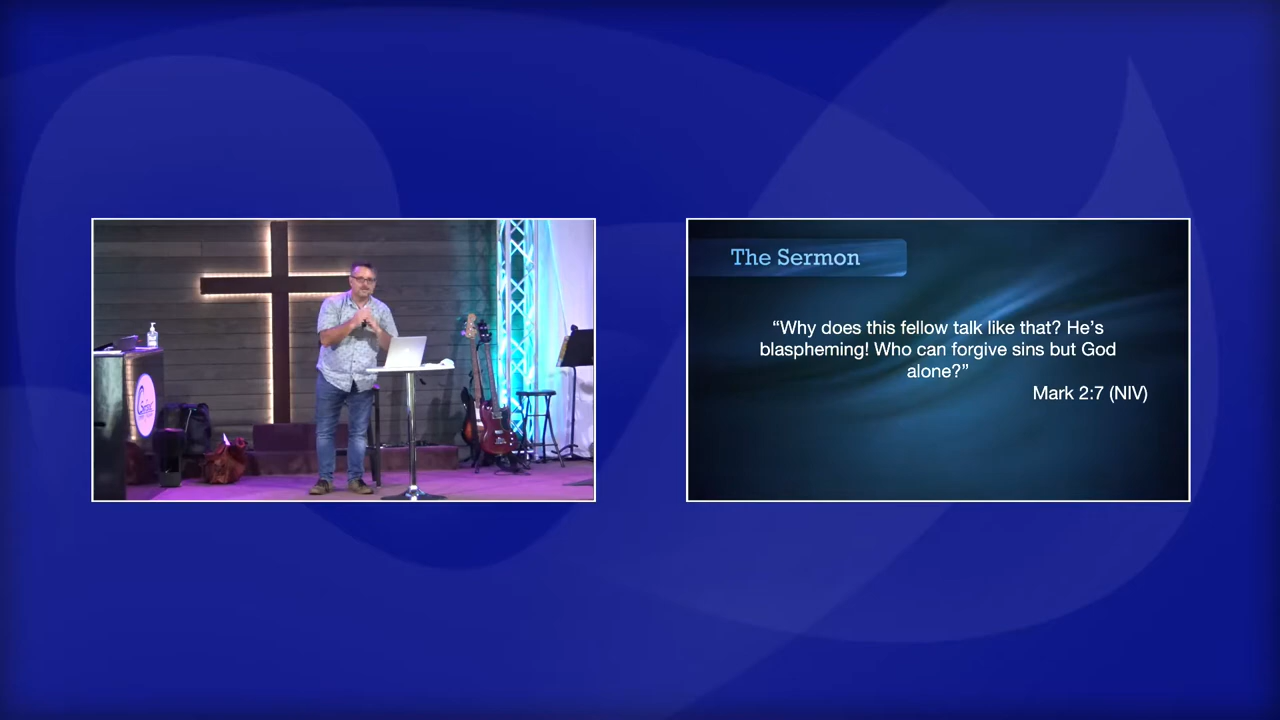 The Sermon
“Why does this fellow talk like that? He’s
blaspheming! Who can forgive sins but God
alone?”
Mark 2:7 (NIV)